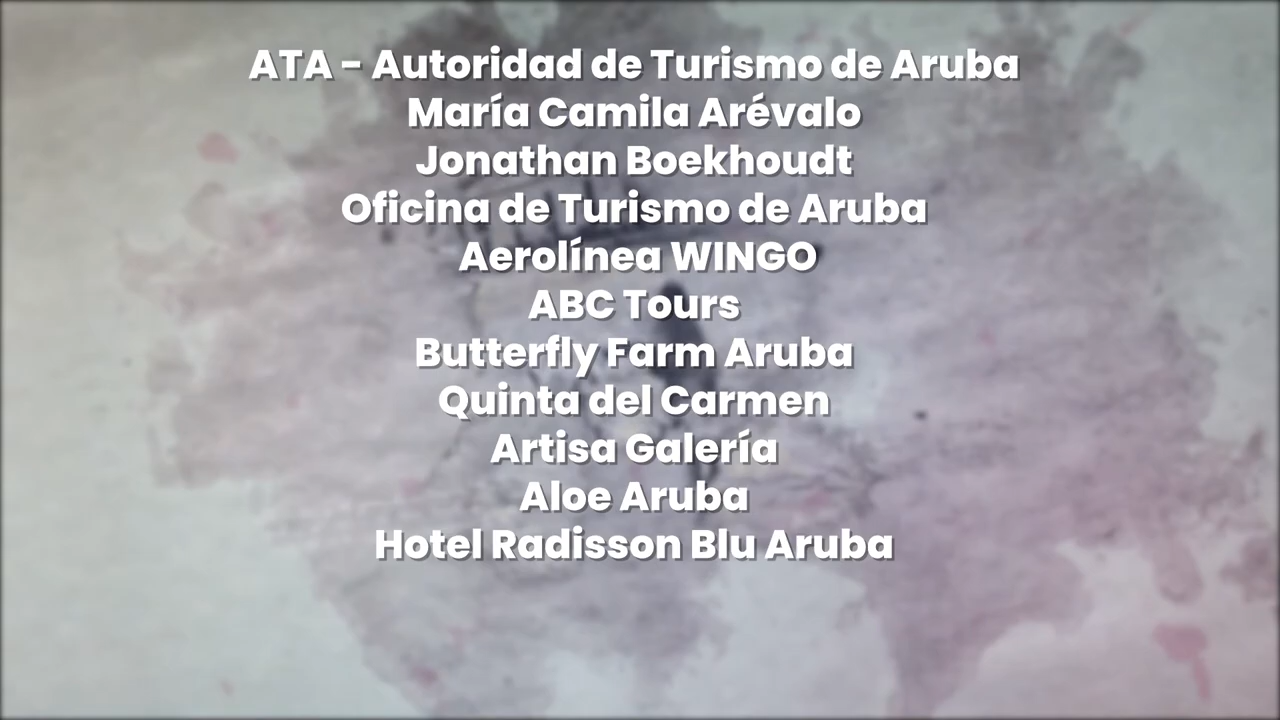 ATA - Autoridad de Turismo de Aruba
María Camila Arévalo
Jonathan Boekhoudt
Oficina de Turismo de Aruba
Aerolínea WINGO
ABC Tours
Butterfly Farm Aruba
Quinta del Carmen
Artisa Galería
Aloe Aruba
Hotel Radisson Blu Aruba